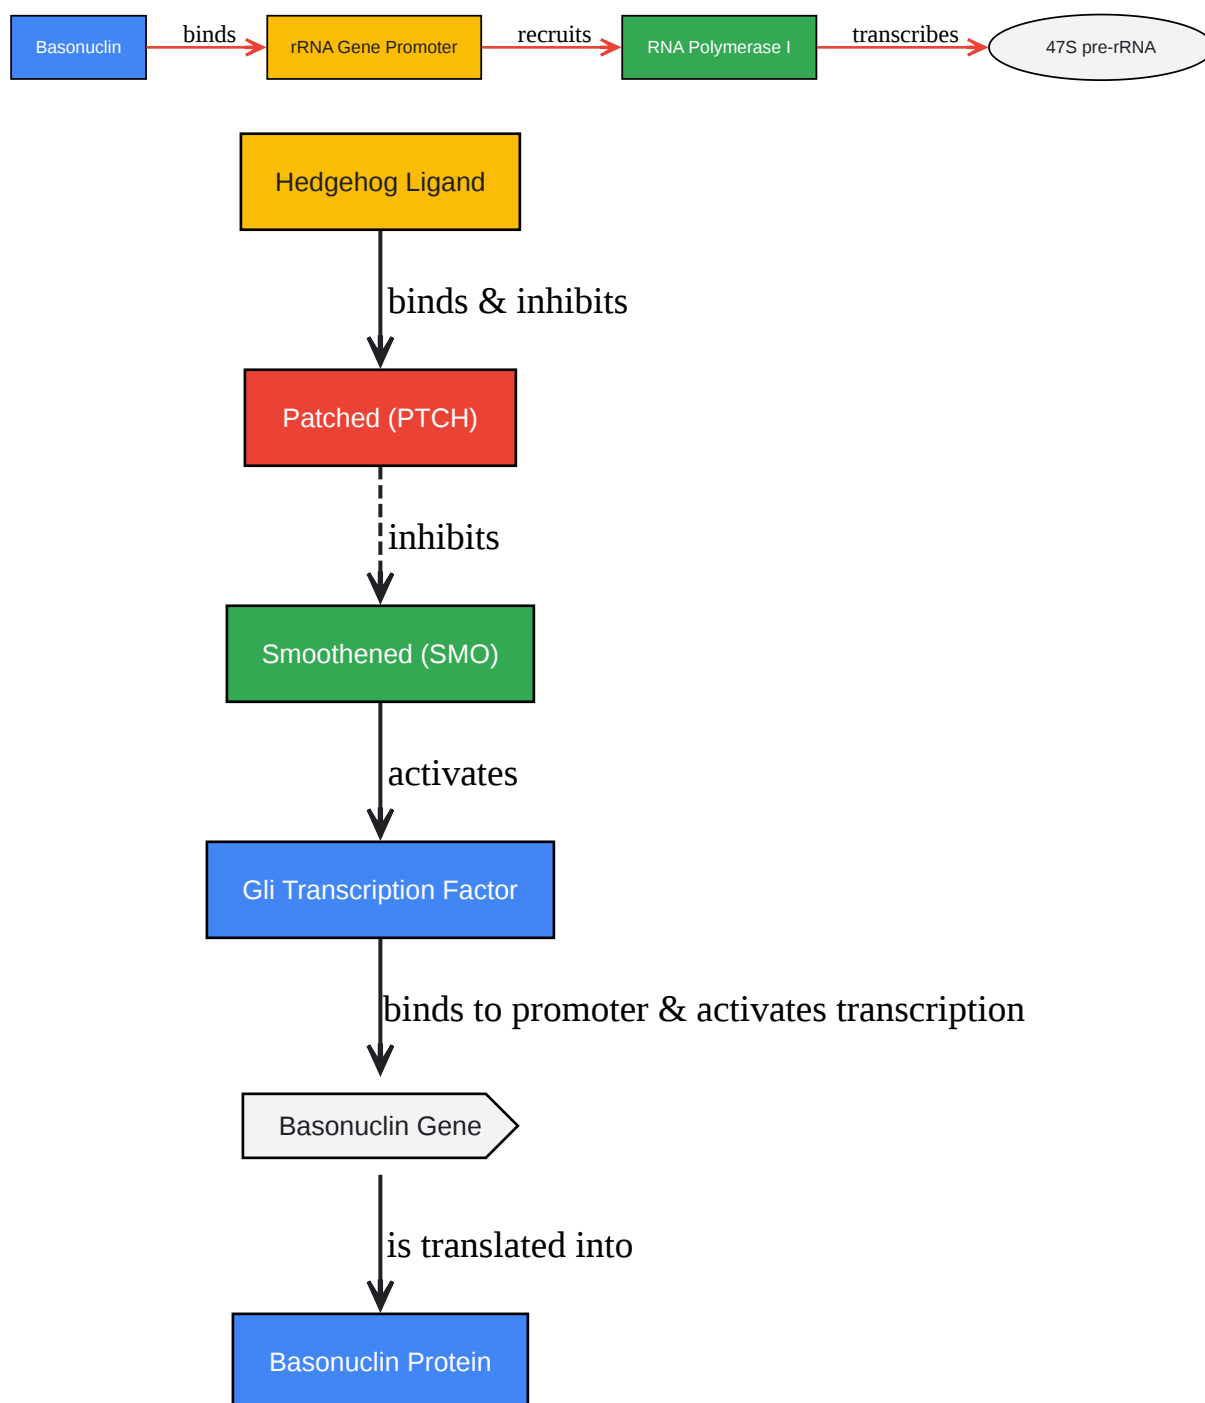 Basonuclin
binds
rRNA Gene Promoter
recruits
RNA Polymerase I
transcribes
47S pre-rRNA
Hedgehog Ligand
binds & inhibits
Patched (PTCH)
inhibits
Smoothened (SMO)
activates
Gli Transcription Factor
binds to promoter & activates transcription
Basonuclin Gene
is translated into
Basonuclin Protein